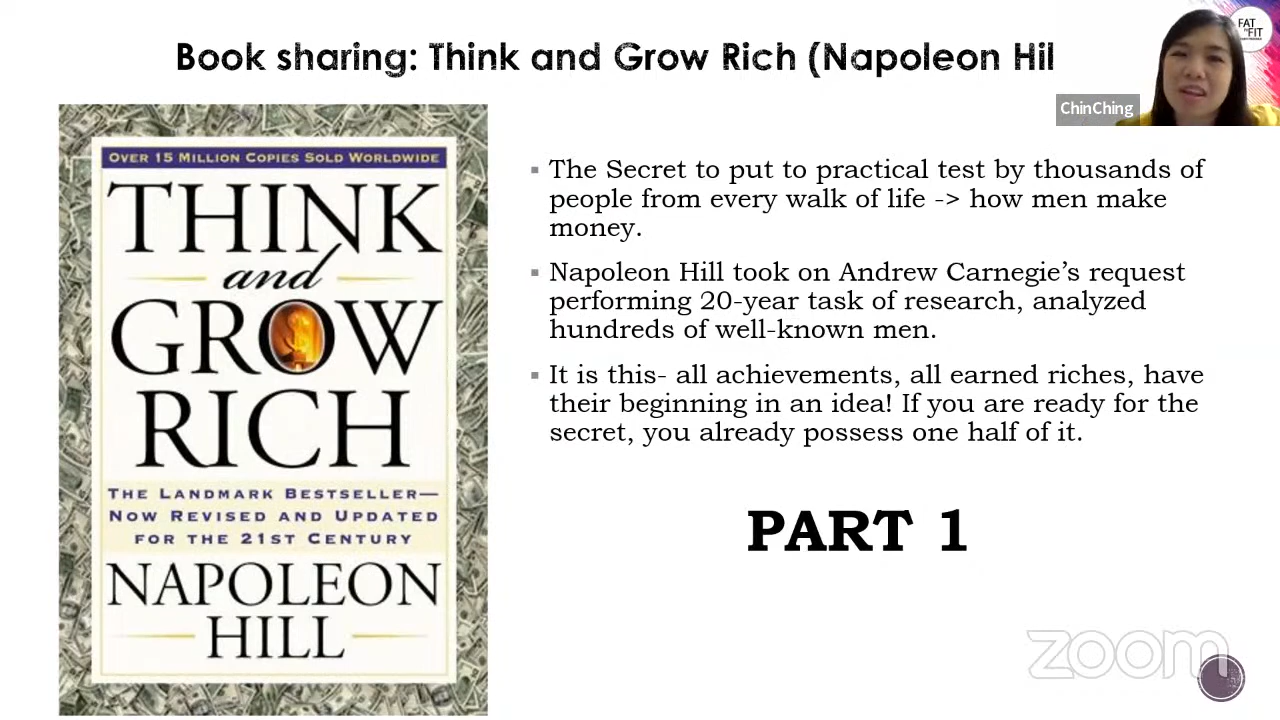 Book sharing: Think and Grow Rich (Napoleon Hil
FAT
FIT
ChinChing
OVER 15 MILLION COPIES SOLD WORLDWIDE
THINK
and
GROW
RICH
THE LANDMARK BESTSELLER—
NOW REVISED AND UPDATED
FOR THE 21ST CENTURY
NAPOLEON
HILL
▪ The Secret to put to practical test by thousands of
people from every walk of life -> how men make
money.
▪ Napoleon Hill took on Andrew Carnegie's request
performing 20-year task of research, analyzed
hundreds of well-known men.
▪ It is this- all achievements, all earned riches, have
their beginning in an idea! If you are ready for the
secret, you already possess one half of it.
PART 1
zoom